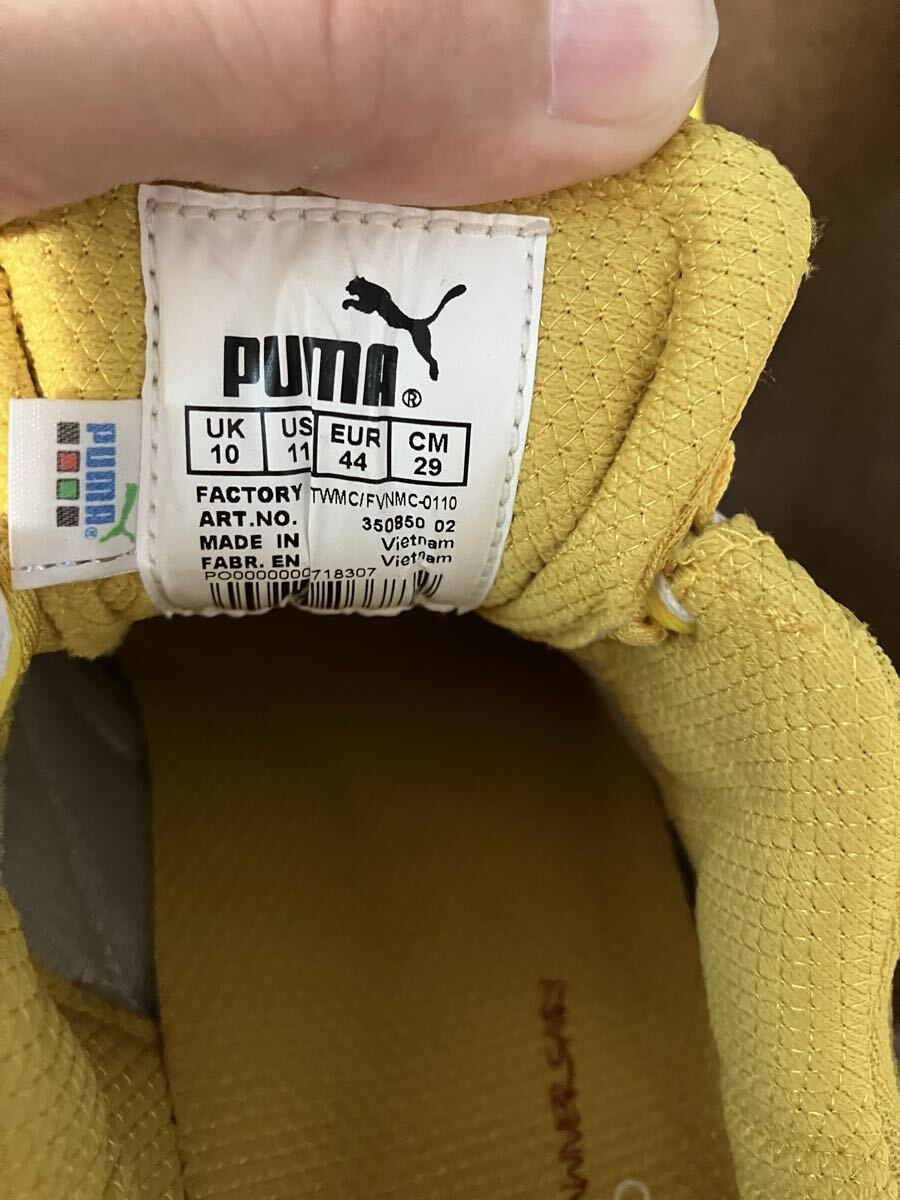 PUMA®
UK US EUR CM
10 11 44 29
FACTORY TWMC/FVNMC-0110
ART.NO. 350850 02
MADE IN Vietnam
FABR. EN Vietnam
PO0000000718307
PUMA®